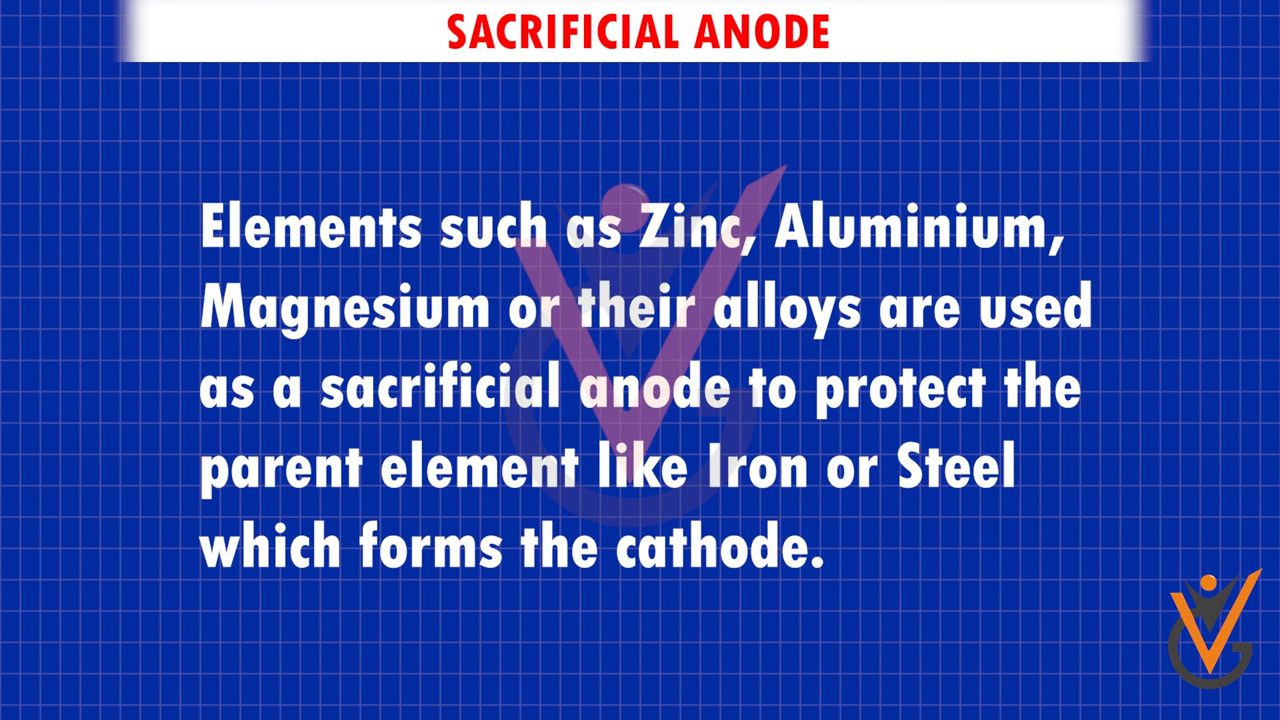 SACRIFICIAL ANODE
Elements such as Zinc, Aluminium,
Magnesium or their alloys are used
as a sacrificial anode to protect the
parent element like Iron or Steel
which forms the cathode.